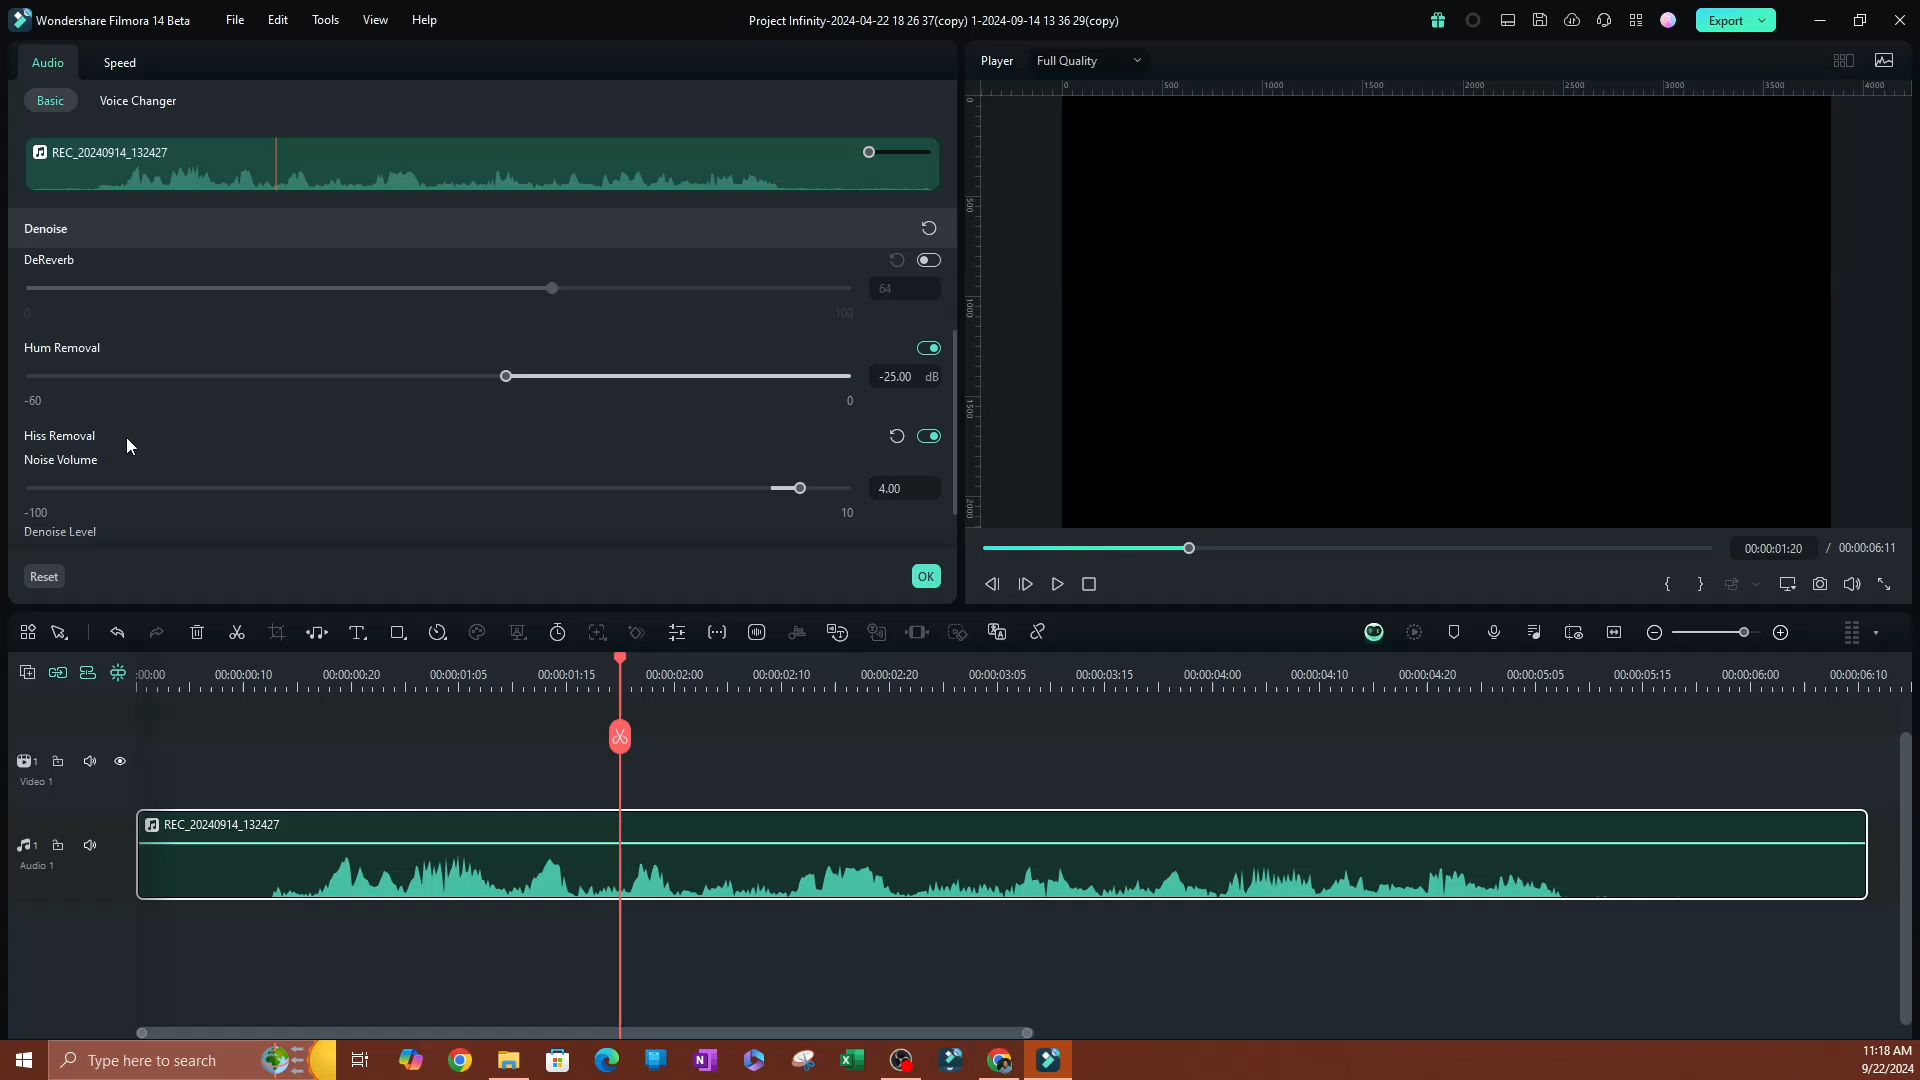 Wondershare Filmora 14 Beta File Edit Tools View Help Project Infinity-2024-04-22 18 26 37(copy) 1-2024-09-14 13 36 29(copy) Export
Audio Speed
Basic Voice Changer
REC_20240914_132427
Denoise
DeReverb
64
0 100
Hum Removal
-25.00 dB
-60 0
Hiss Removal
Noise Volume
4.00
-100 10
Denoise Level
Reset OK
Player Full Quality
0 500 1000 1500 2000 2500 3000 3500 4000
0
500
1000
1500
2000
00:00:01:20 / 00:00:06:11
:00:00 00:00:00:10 00:00:00:20 00:00:01:05 00:00:01:15 00:00:02:00 00:00:02:10 00:00:02:20 00:00:03:05 00:00:03:15 00:00:04:00 00:00:04:10 00:00:04:20 00:00:05:05 00:00:05:15 00:00:06:00 00:00:06:10
1
Video 1
REC_20240914_132427
1
Audio 1
Type here to search
11:18 AM
9/22/2024